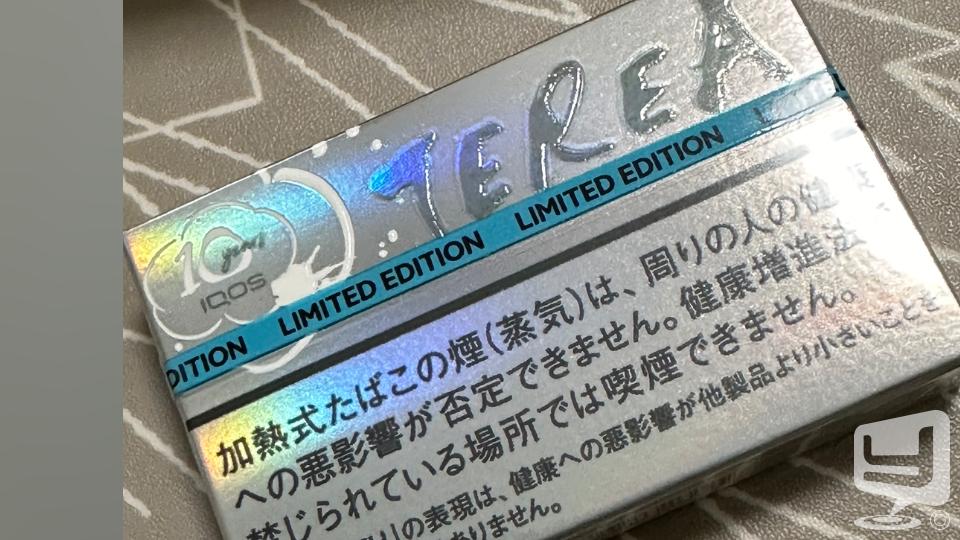 TEREA
10 years
IQOS
DITION LIMITED EDITION LIMITED EDITION L
加熱式たばこの煙(蒸気)は、周りの人の健康
への悪影響が否定できません。健康増進法
禁じられている場所では喫煙できません。
の表現は、健康への悪影響が他製品より小さいことを
ありません。